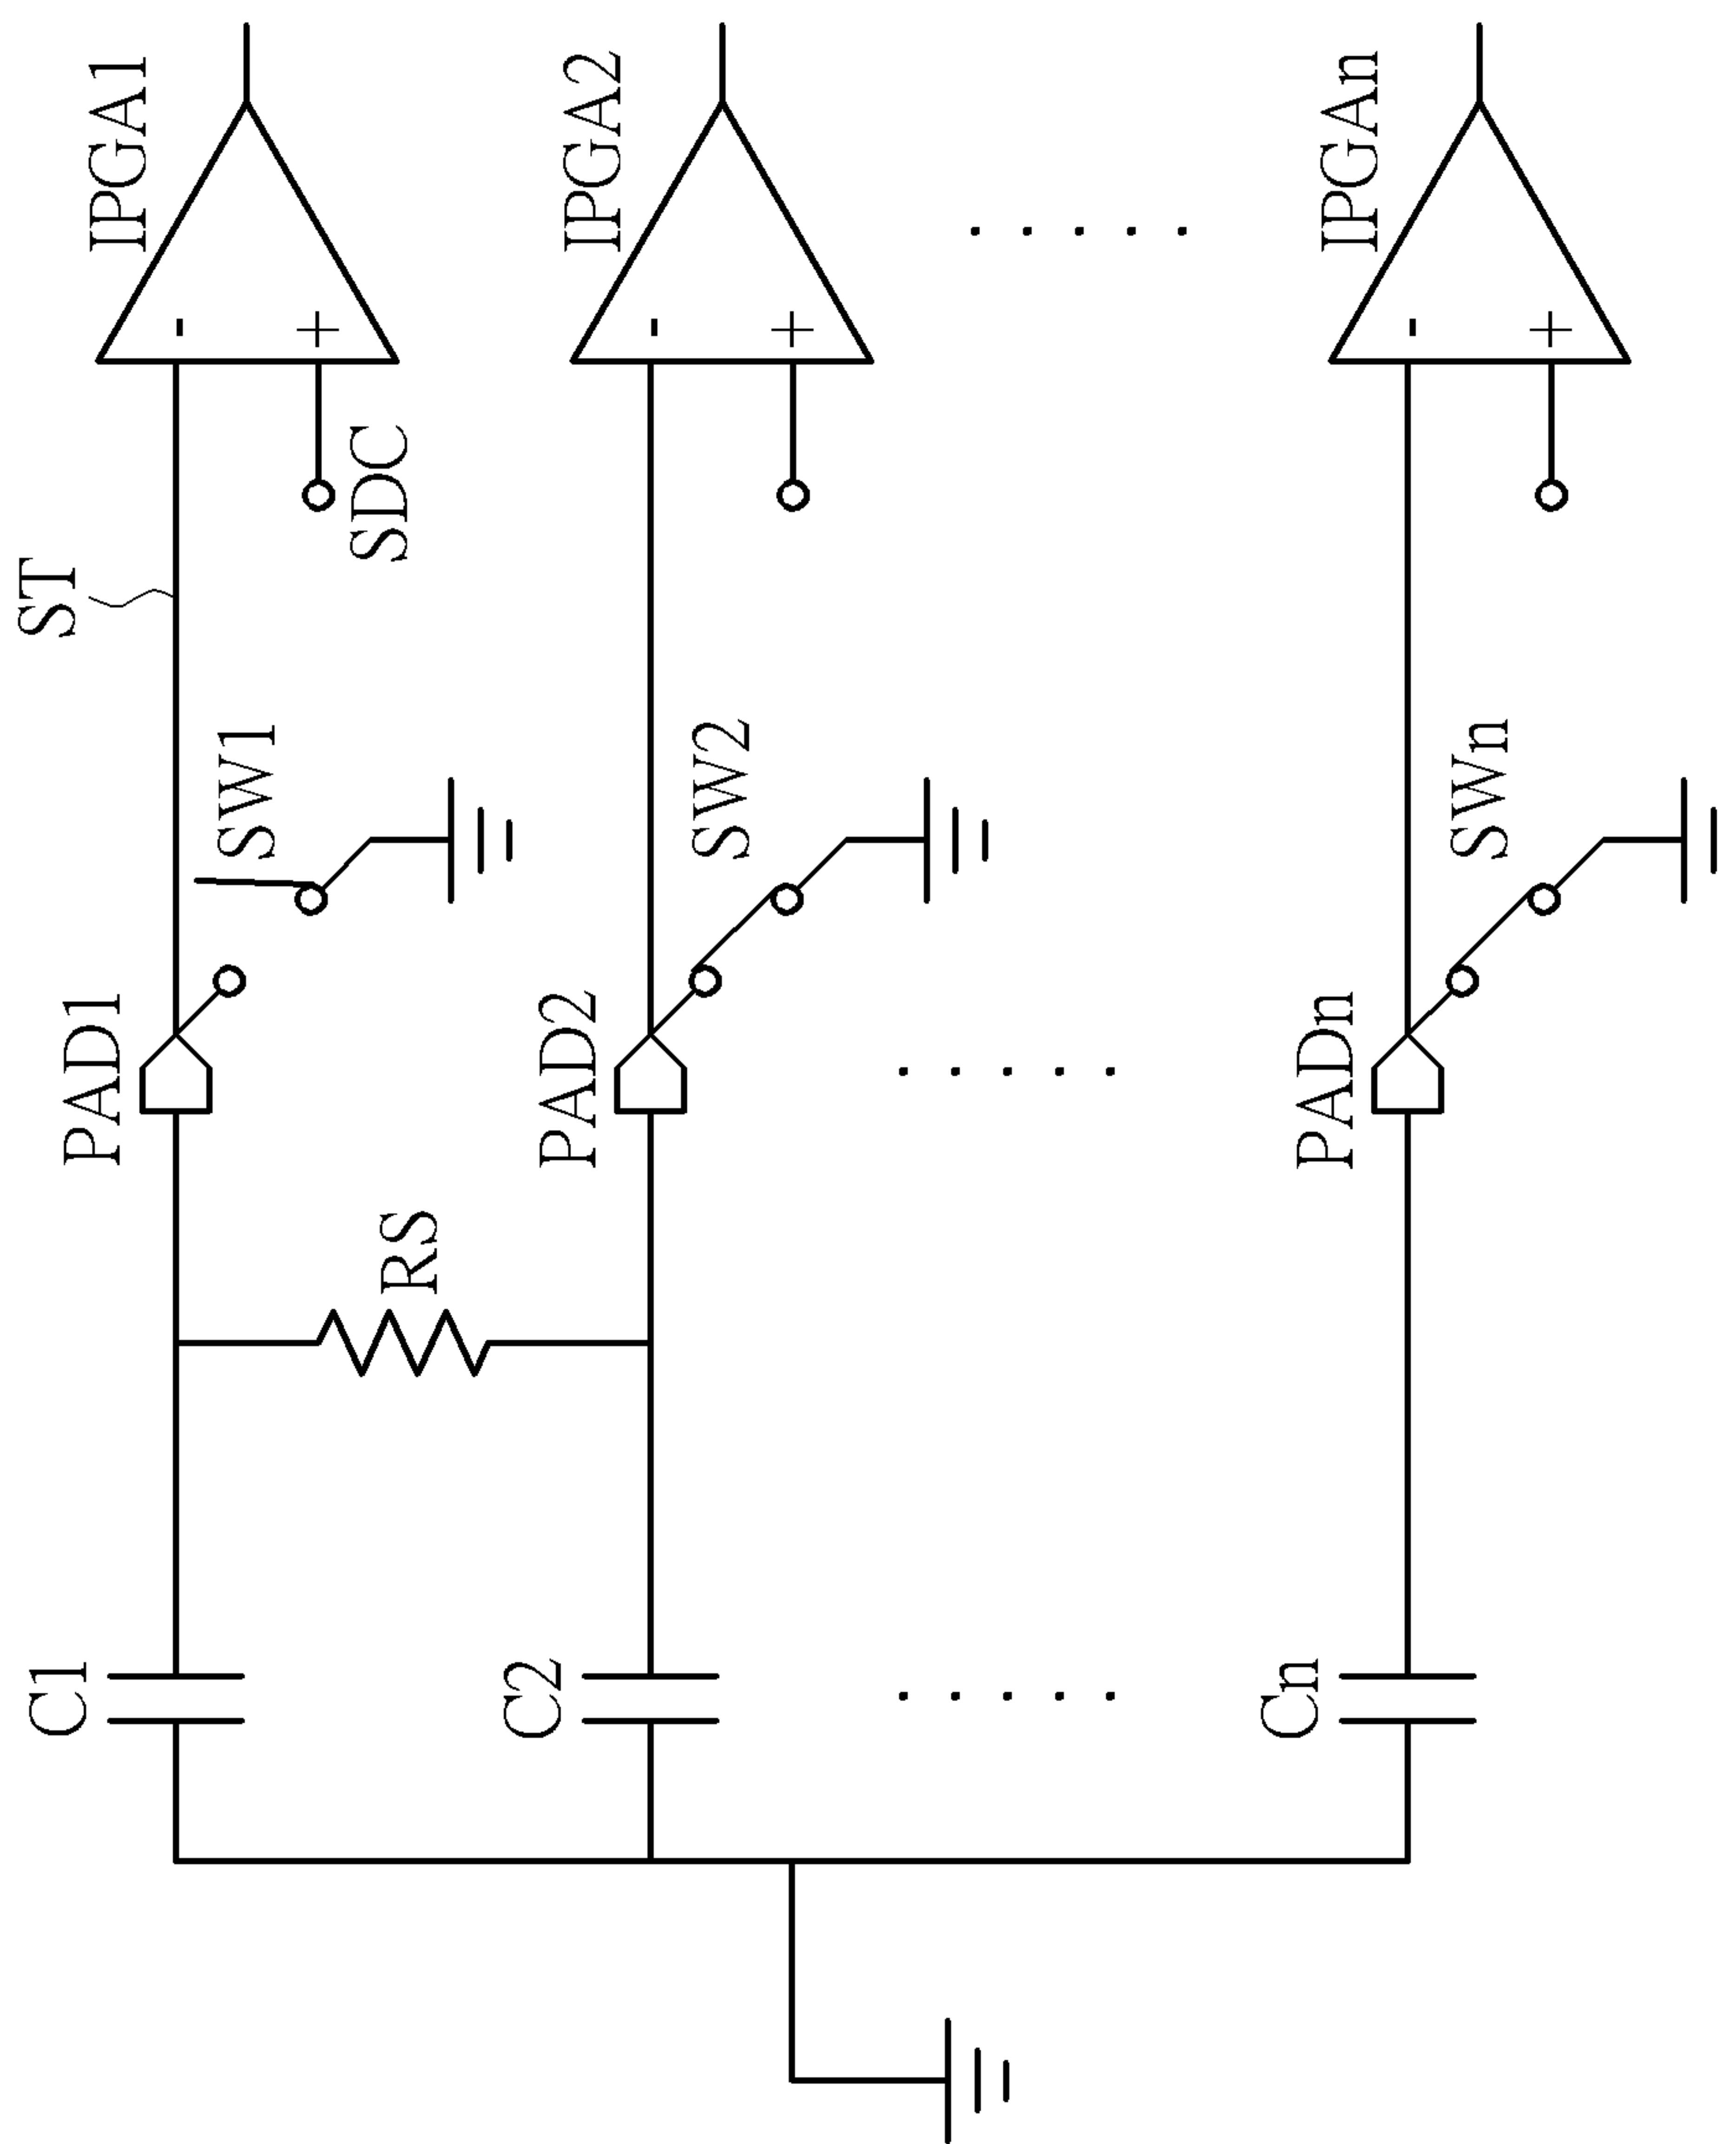 IPGA1
IPGA2
IPGAn
-
+
-
+
-
+
SDC
ST
SW1
SW2
SWn
PAD1
PAD2
PADn
RS
C1
C2
Cn